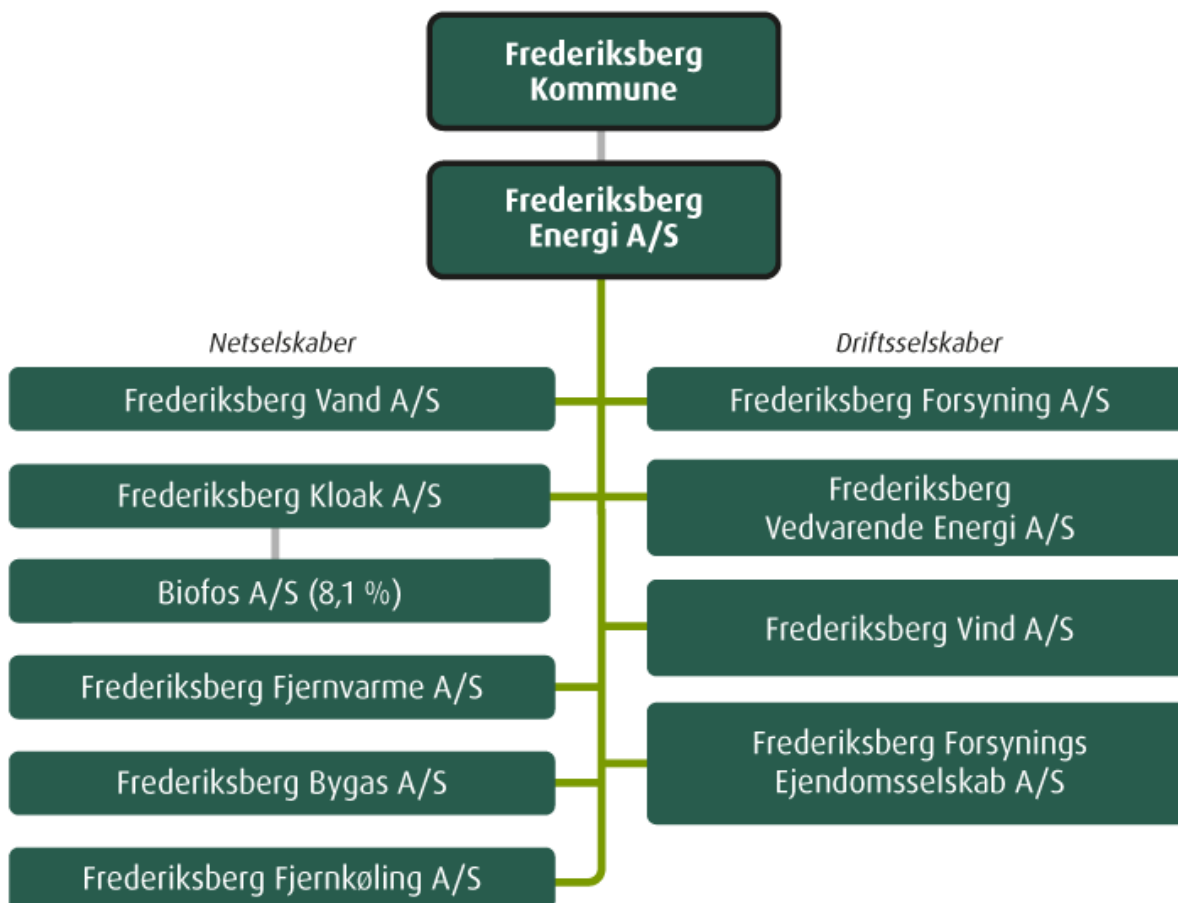 Frederiksberg
Kommune
Frederiksberg
Energi A/S
Netselskaber
Frederiksberg Vand A/S
Frederiksberg Kloak A/S
Biofos A/S (8,1 %)
Frederiksberg Fjernvarme A/S
Frederiksberg Bygas A/S
Frederiksberg Fjernkøling A/S
Driftsselskaber
Frederiksberg Forsyning A/S
Frederiksberg
Vedvarende Energi A/S
Frederiksberg Vind A/S
Frederiksberg Forsynings
Ejendomsselskab A/S